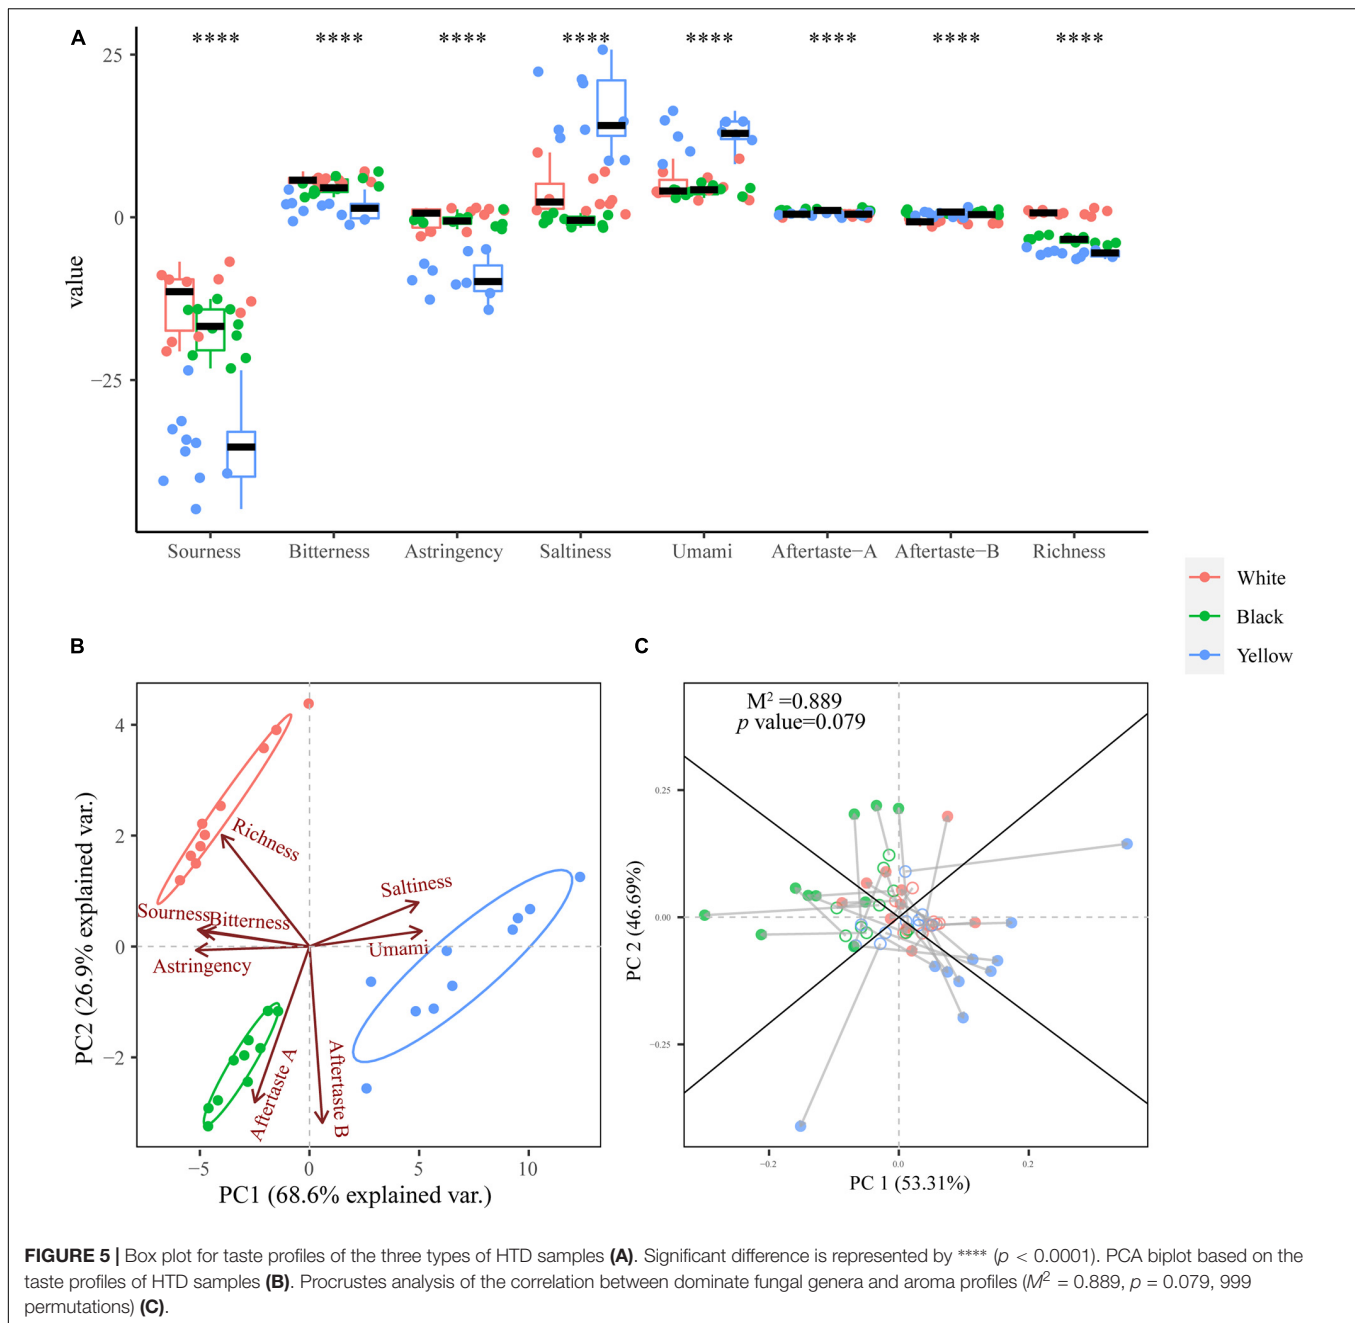 A
**** **** **** **** **** **** **** ****
25
0
−25
value
Sourness Bitterness Astringency Saltiness Umami Aftertaste−A Aftertaste−B Richness
White
Black
Yellow
B
4
2
0
−2
PC2 (26.9% explained var.)
Richness
Saltiness
Sourness Bitterness
Umami
Astringency
Aftertaste A
Aftertaste B
−5 0 5 10
PC1 (68.6% explained var.)
C
M² =0.889
p value=0.079
0.25
0.00
−0.25
PC 2 (46.69%)
−0.2 0.0 0.2
PC 1 (53.31%)
FIGURE 5 | Box plot for taste profiles of the three types of HTD samples (A). Significant difference is represented by **** (p < 0.0001). PCA biplot based on the
taste profiles of HTD samples (B). Procrustes analysis of the correlation between dominate fungal genera and aroma profiles (M² = 0.889, p = 0.079, 999
permutations) (C).